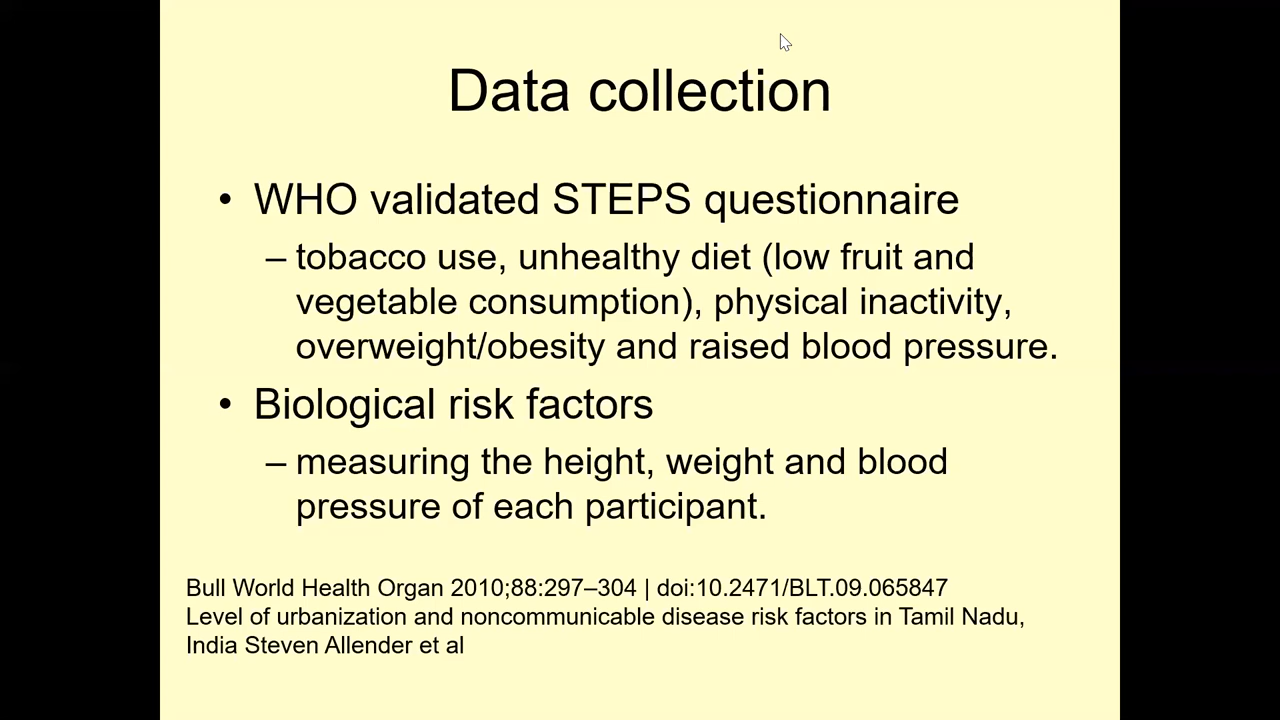 Data collection
• WHO validated STEPS questionnaire
– tobacco use, unhealthy diet (low fruit and
vegetable consumption), physical inactivity,
overweight/obesity and raised blood pressure.
• Biological risk factors
– measuring the height, weight and blood
pressure of each participant.
Bull World Health Organ 2010;88:297–304 | doi:10.2471/BLT.09.065847
Level of urbanization and noncommunicable disease risk factors in Tamil Nadu,
India Steven Allender et al